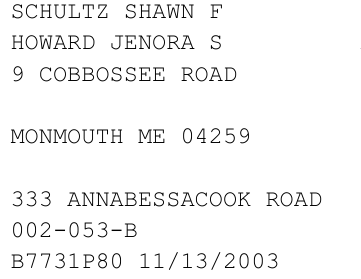 SCHULTZ SHAWN F
HOWARD JENORA S
9 COBBOSSEE ROAD
MONMOUTH ME 04259
333 ANNABESSACOOK ROAD
002-053-B
B7731P80 11/13/2003